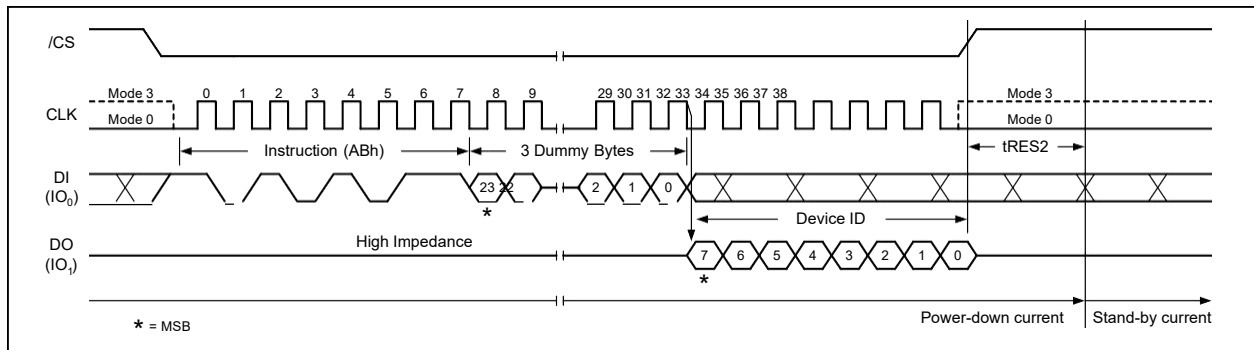 /CS
Mode 3 0 1 2 3 4 5 6 7 8 9 29 30 31 32 33 34 35 36 37 38 Mode 3
CLK
Mode 0 Mode 0
Instruction (ABh) 3 Dummy Bytes tRES2
DI
(IO0)
23 22 2 1 0
*
Device ID
High Impedance
DO
(IO1)
7 6 5 4 3 2 1 0
*
Power-down current Stand-by current
* = MSB